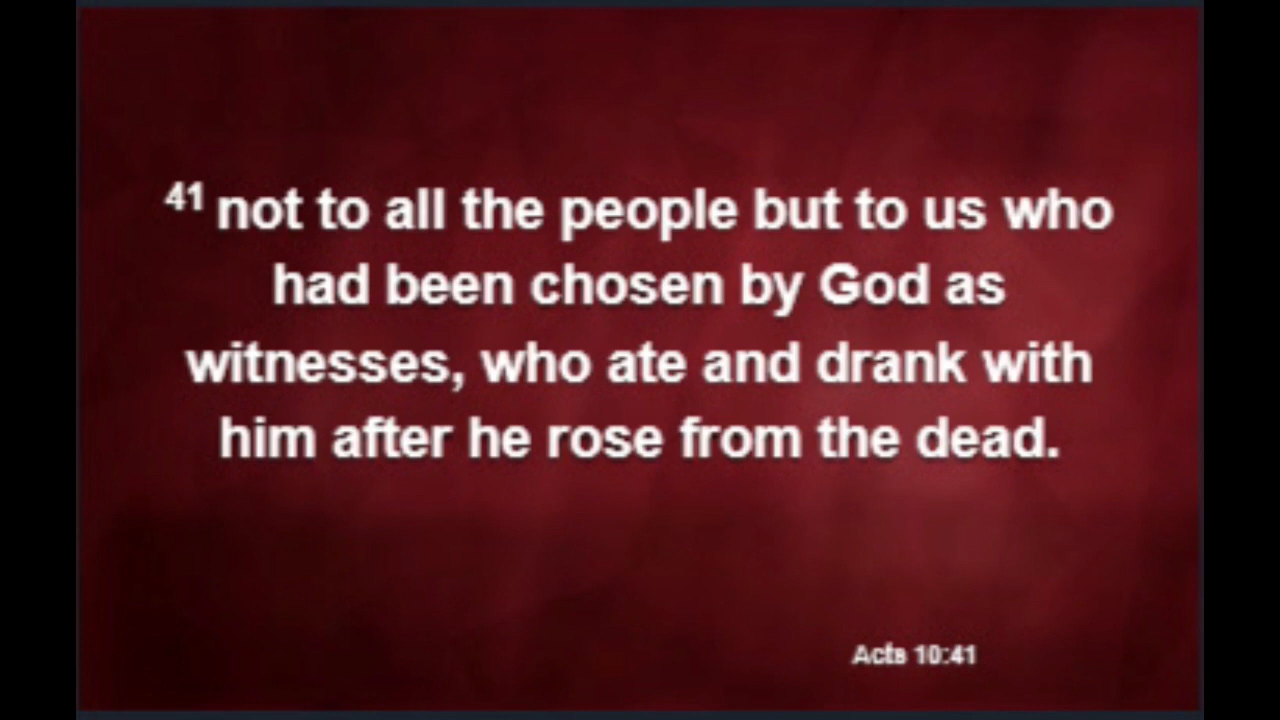 41 not to all the people but to us who
had been chosen by God as
witnesses, who ate and drank with
him after he rose from the dead.
Acts 10:41